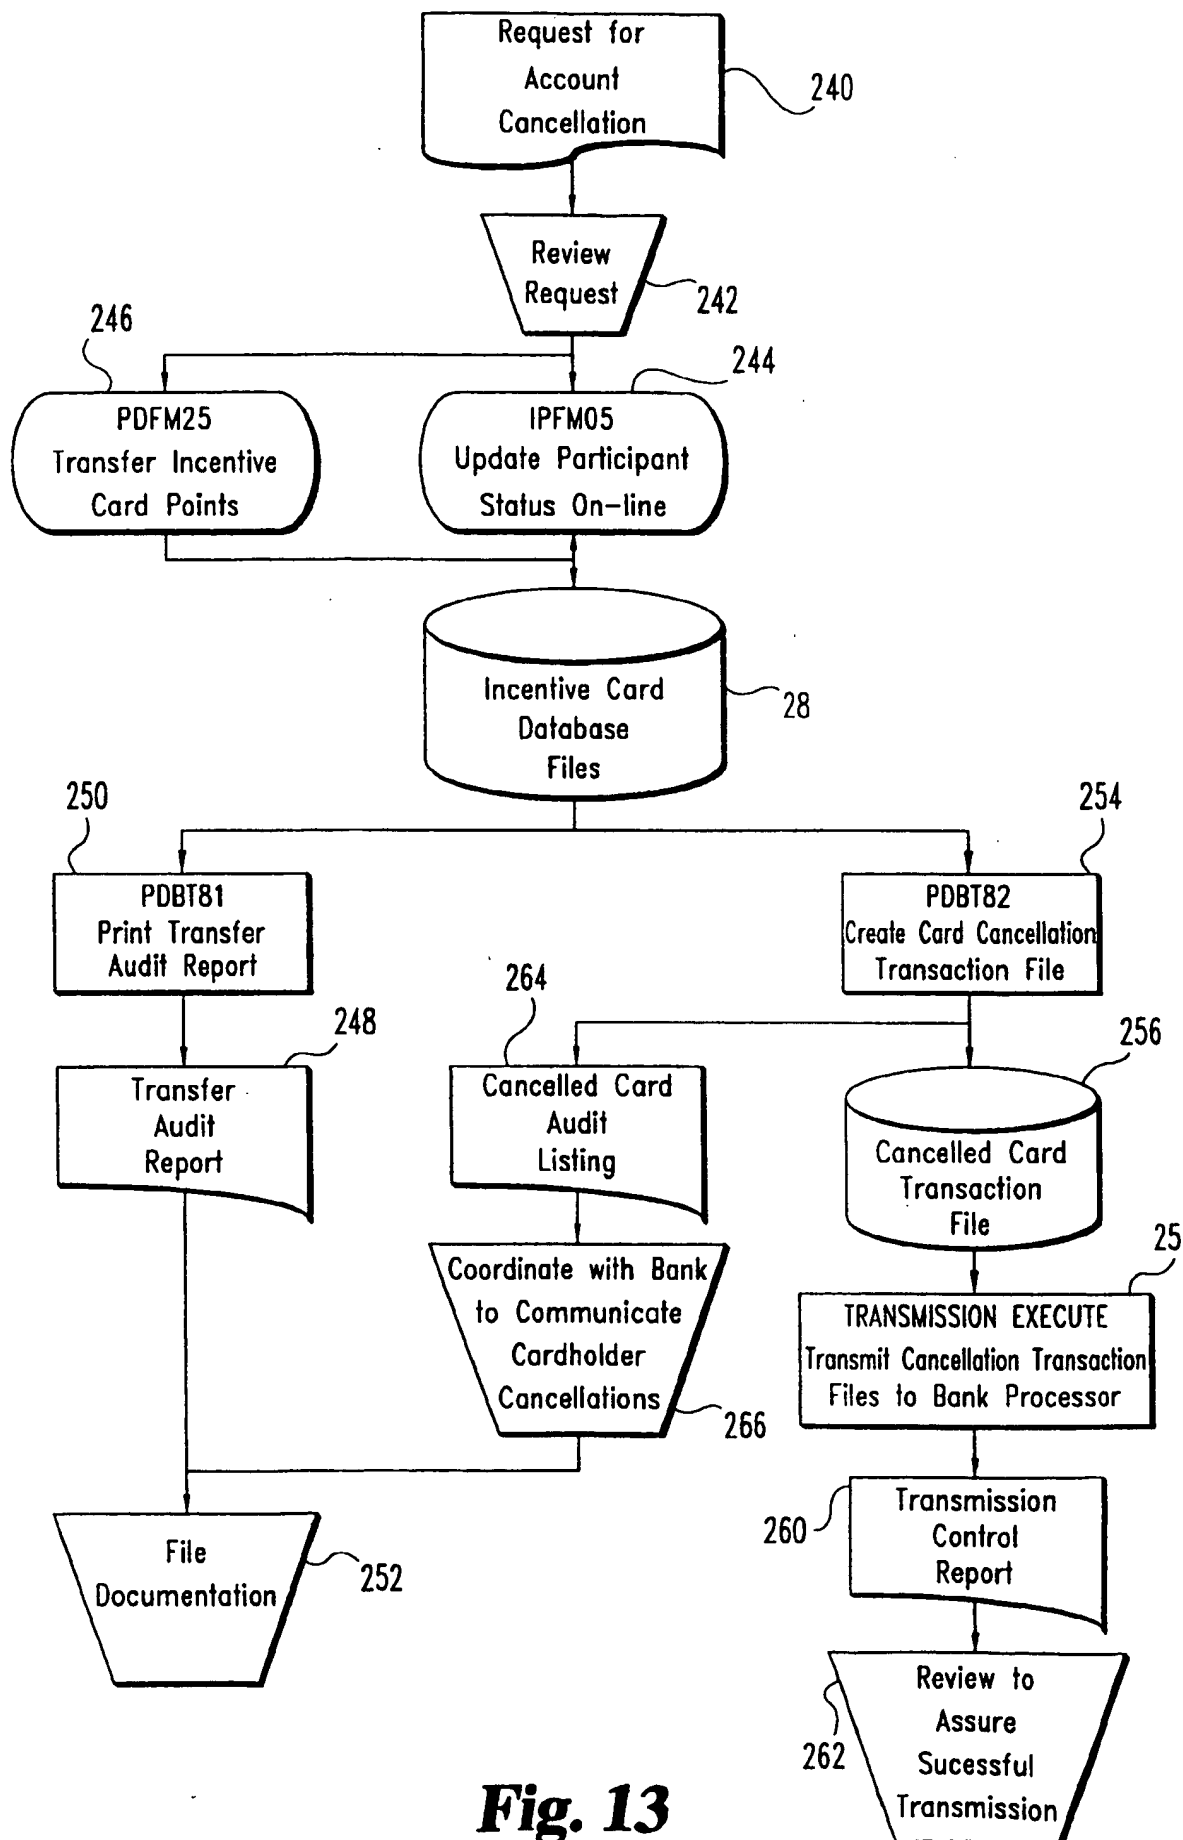 Request for
Account
Cancellation
240
Review
Request
242
246
244
PDFM25
Transfer Incentive
Card Points
IPFM05
Update Participant
Status On-line
Incentive Card
Database
Files
28
250
254
PDBT81
Print Transfer
Audit Report
PDBT82
Create Card Cancellation
Transaction File
248
264
256
Transfer
Audit
Report
Cancelled Card
Audit
Listing
Cancelled Card
Transaction
File
25
Coordinate with Bank
to Communicate
Cardholder
Cancellations
266
TRANSMISSION EXECUTE
Transmit Cancellation Transaction
Files to Bank Processor
260
Transmission
Control
Report
File
Documentation
252
262
Review to
Assure
Sucessful
Transmission
Fig. 13